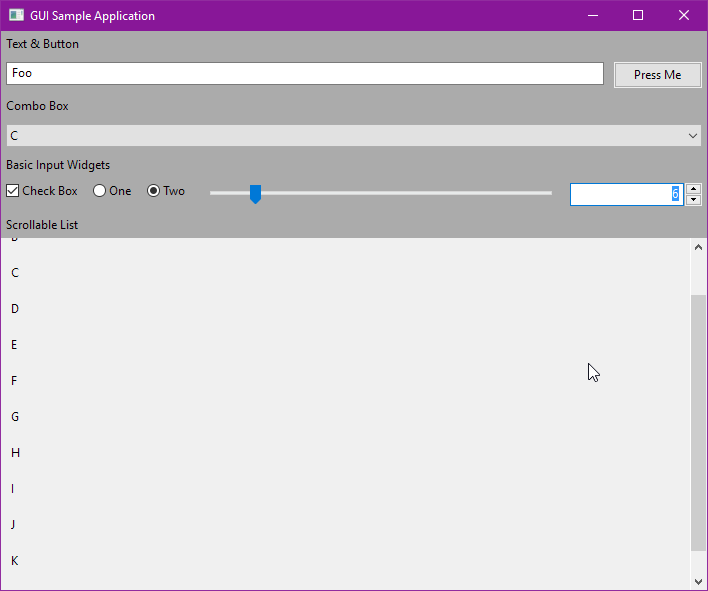 GUI Sample Application
Text & Button
Foo Press Me
Combo Box
C
Basic Input Widgets
Check Box One Two 6
Scrollable List
B
C
D
E
F
G
H
I
J
K